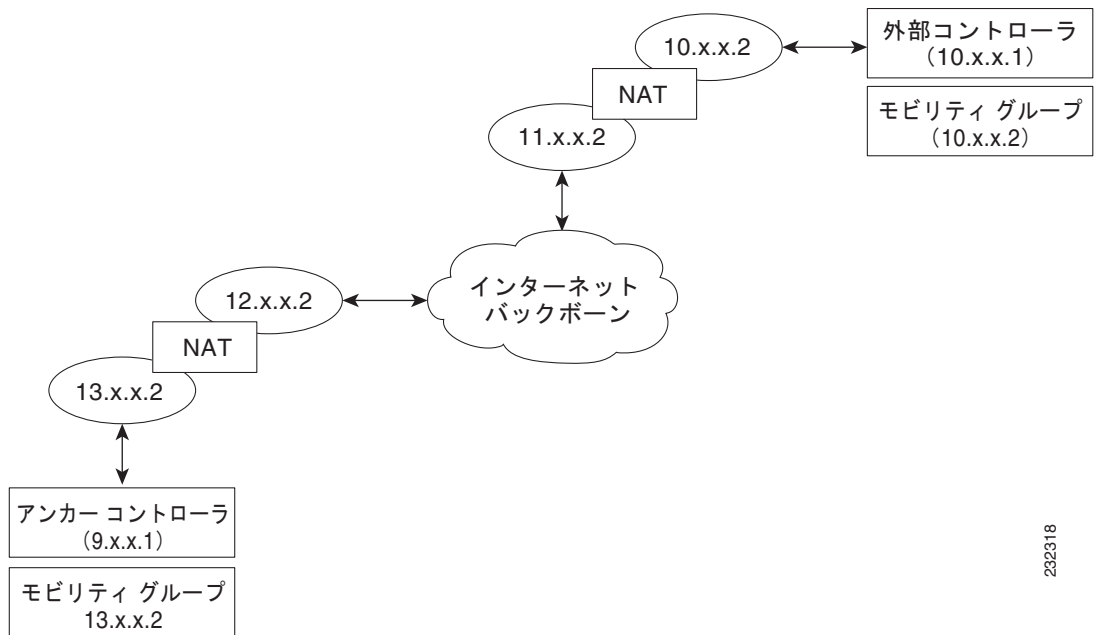 10.x.x.2
外部コントローラ
(10.x.x.1)
NAT
モビリティ グループ
(10.x.x.2)
11.x.x.2
インターネット
バックボーン
12.x.x.2
NAT
13.x.x.2
アンカー コントローラ
(9.x.x.1)
モビリティ グループ
13.x.x.2
232318